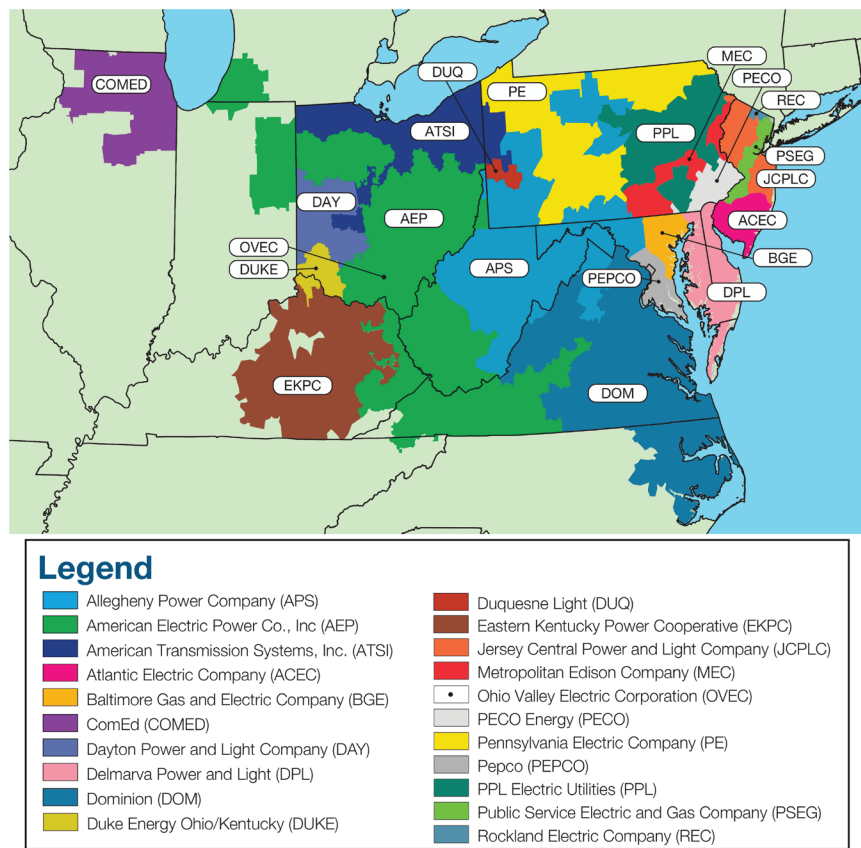 COMED
DUQ
PE
MEC
PECO
REC
ATSI
PPL
PSEG
JCPLC
DAY
AEP
ACEC
OVEC
DUKE
APS
PEPCO
BGE
DPL
EKPC
DOM
Legend
Allegheny Power Company (APS)
American Electric Power Co., Inc (AEP)
American Transmission Systems, Inc. (ATSI)
Atlantic Electric Company (ACEC)
Baltimore Gas and Electric Company (BGE)
ComEd (COMED)
Dayton Power and Light Company (DAY)
Delmarva Power and Light (DPL)
Dominion (DOM)
Duke Energy Ohio/Kentucky (DUKE)
Duquesne Light (DUQ)
Eastern Kentucky Power Cooperative (EKPC)
Jersey Central Power and Light Company (JCPLC)
Metropolitan Edison Company (MEC)
Ohio Valley Electric Corporation (OVEC)
PECO Energy (PECO)
Pennsylvania Electric Company (PE)
Pepco (PEPCO)
PPL Electric Utilities (PPL)
Public Service Electric and Gas Company (PSEG)
Rockland Electric Company (REC)